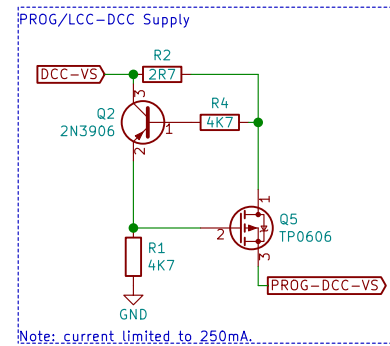 PROG/LCC-DCC Supply
R2
DCC-VS
2R7
3
Q2
R4
2N3906
1
4K7
2
1
Q5
2
TP0606
R1
3
4K7
PROG-DCC-VS
GND
Note: current limited to 250mA.